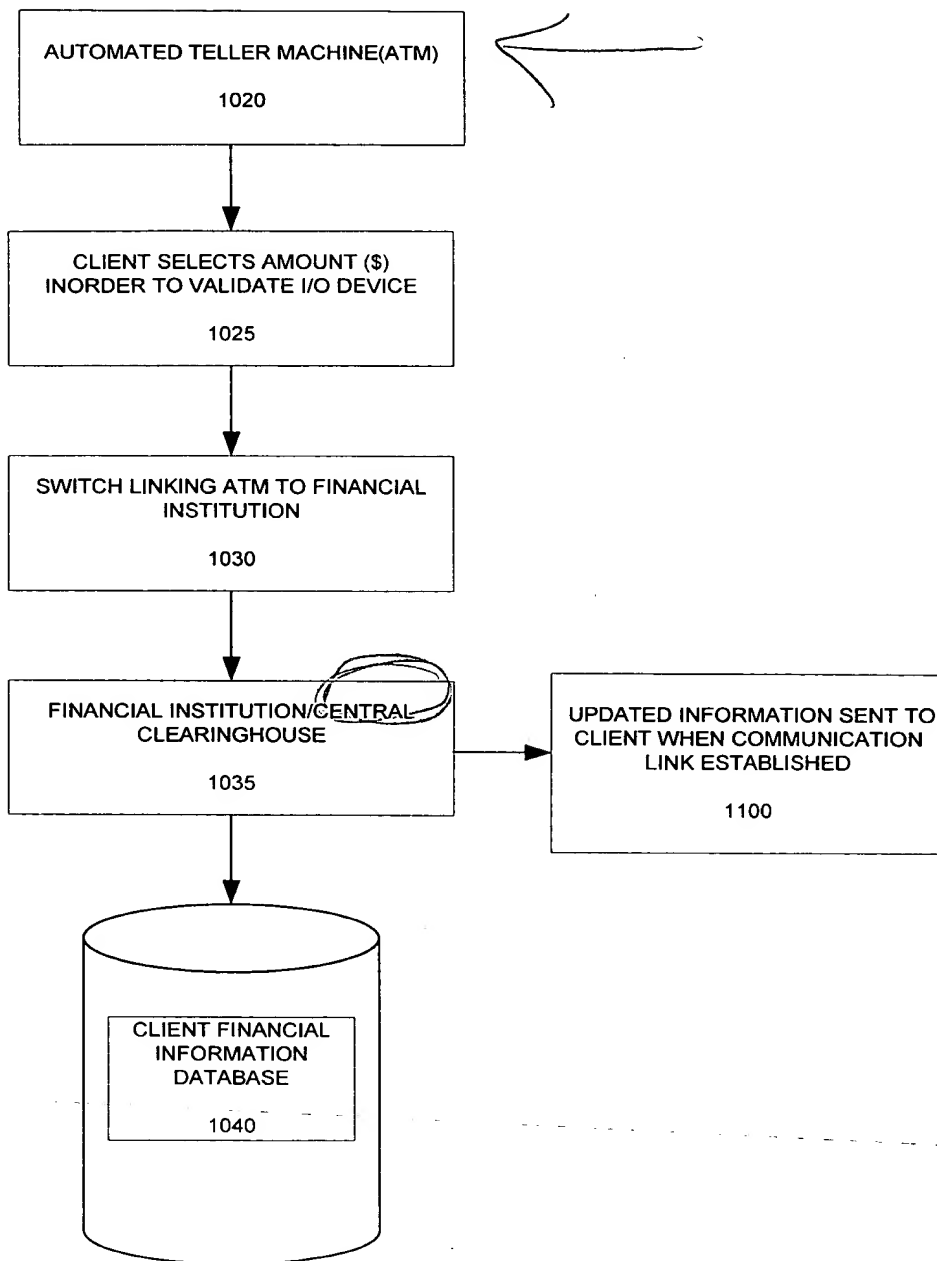 AUTOMATED TELLER MACHINE(ATM)
1020
CLIENT SELECTS AMOUNT ($)
INORDER TO VALIDATE I/O DEVICE
1025
SWITCH LINKING ATM TO FINANCIAL
INSTITUTION
1030
FINANCIAL INSTITUTION/CENTRAL
CLEARINGHOUSE
1035
UPDATED INFORMATION SENT TO
CLIENT WHEN COMMUNICATION
LINK ESTABLISHED
1100
CLIENT FINANCIAL
INFORMATION
DATABASE
1040